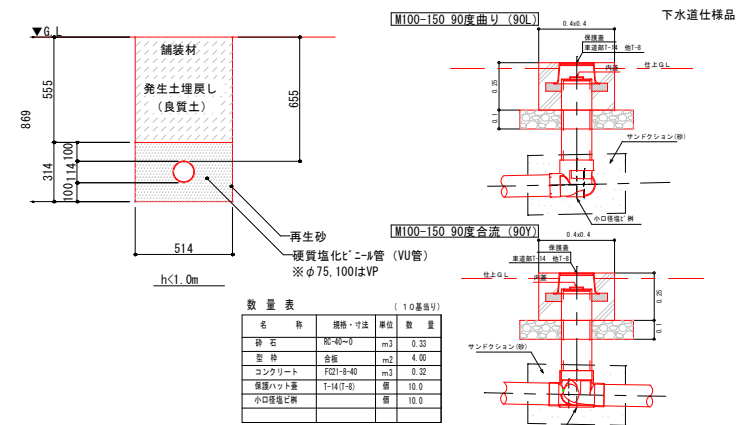 下水道仕様品
▼G.L
舗装材
発生土埋戻し
(良質土)
555
869
655
314
100
114
100
514
再生砂
硬質塩化ﾋﾞﾆｰﾙ管 (VU管)
※φ75,100はVP
h<1.0m
M100-150 90度曲り (90L)
0.4x0.4
保護蓋
車道部T-14 他T-8
内蓋
仕上GL
0.25
0.1
サンドクション(砂)
小口径塩ﾋﾞ桝
M100-150 90度合流 (90Y)
0.4x0.4
保護蓋
車道部T-14 他T-8
仕上GL
内蓋
0.25
0.1
サンドクション(砂)
数 量 表 (10基当り)
名 称 規格・寸法 単位 数 量
砕 石 RC-40～0 m3 0.33
型 枠 合板 m2 4.00
コンクリート FC21-8-40 m3 0.32
保護ハット蓋 T-14(T-8) 個 10.0
小口径塩ビ桝 個 10.0